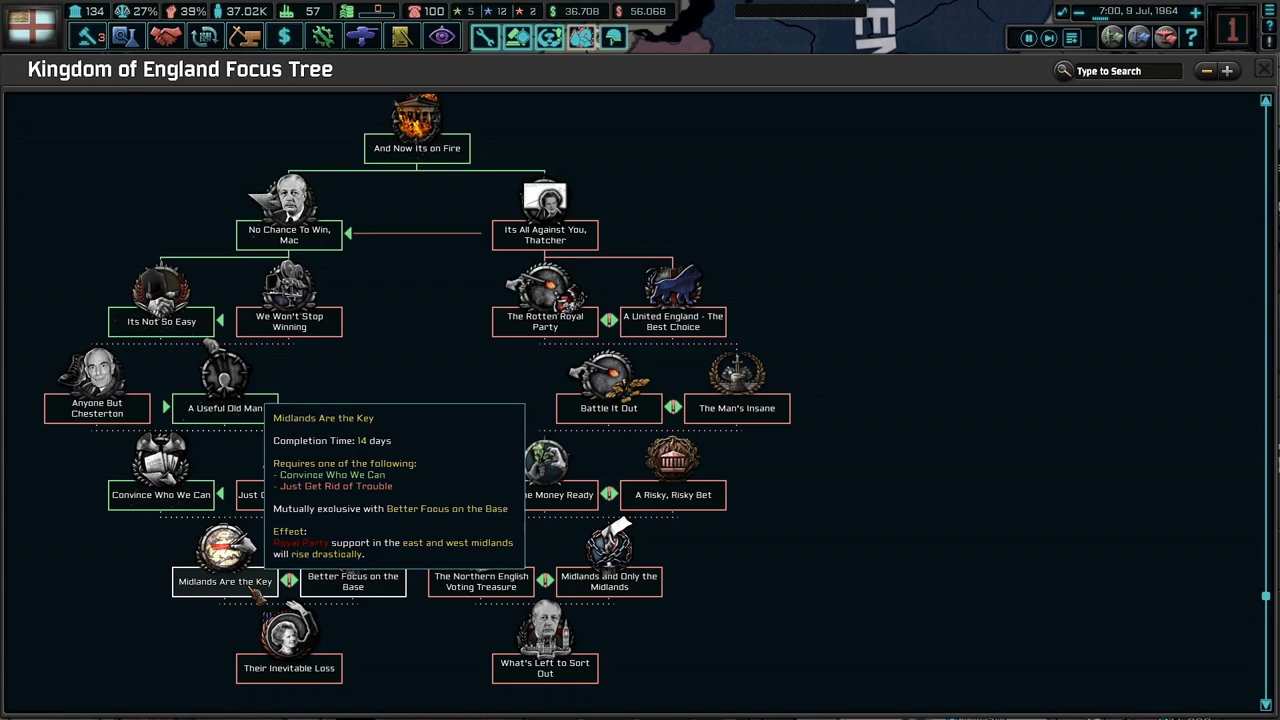 134 27% 39% 37.02K 57 100 5 12 2 $ 36.70B $ 56.06B
7:00, 9 Jul, 1964
3
Kingdom of England Focus Tree
Type to Search
And Now Its on Fire
No Chance To Win, Mac
Its All Against You, Thatcher
Its Not So Easy
We Won't Stop Winning
The Rotten Royal Party
A United England - The Best Choice
Anyone But Chesterton
A Useful Old Man
Battle It Out
The Man's Insane
Midlands Are the Key
Completion Time: 14 days
Requires one of the following:
- Convince Who We Can
- Just Get Rid of Trouble
Mutually exclusive with Better Focus on the Base
Effect:
Royal Party support in the east and west midlands
will rise drastically.
Convince Who We Can
Just
Money Ready
A Risky, Risky Bet
Midlands Are the Key
Better Focus on the Base
The Northern English Voting Treasure
Midlands and Only the Midlands
Their Inevitable Loss
What's Left to Sort Out